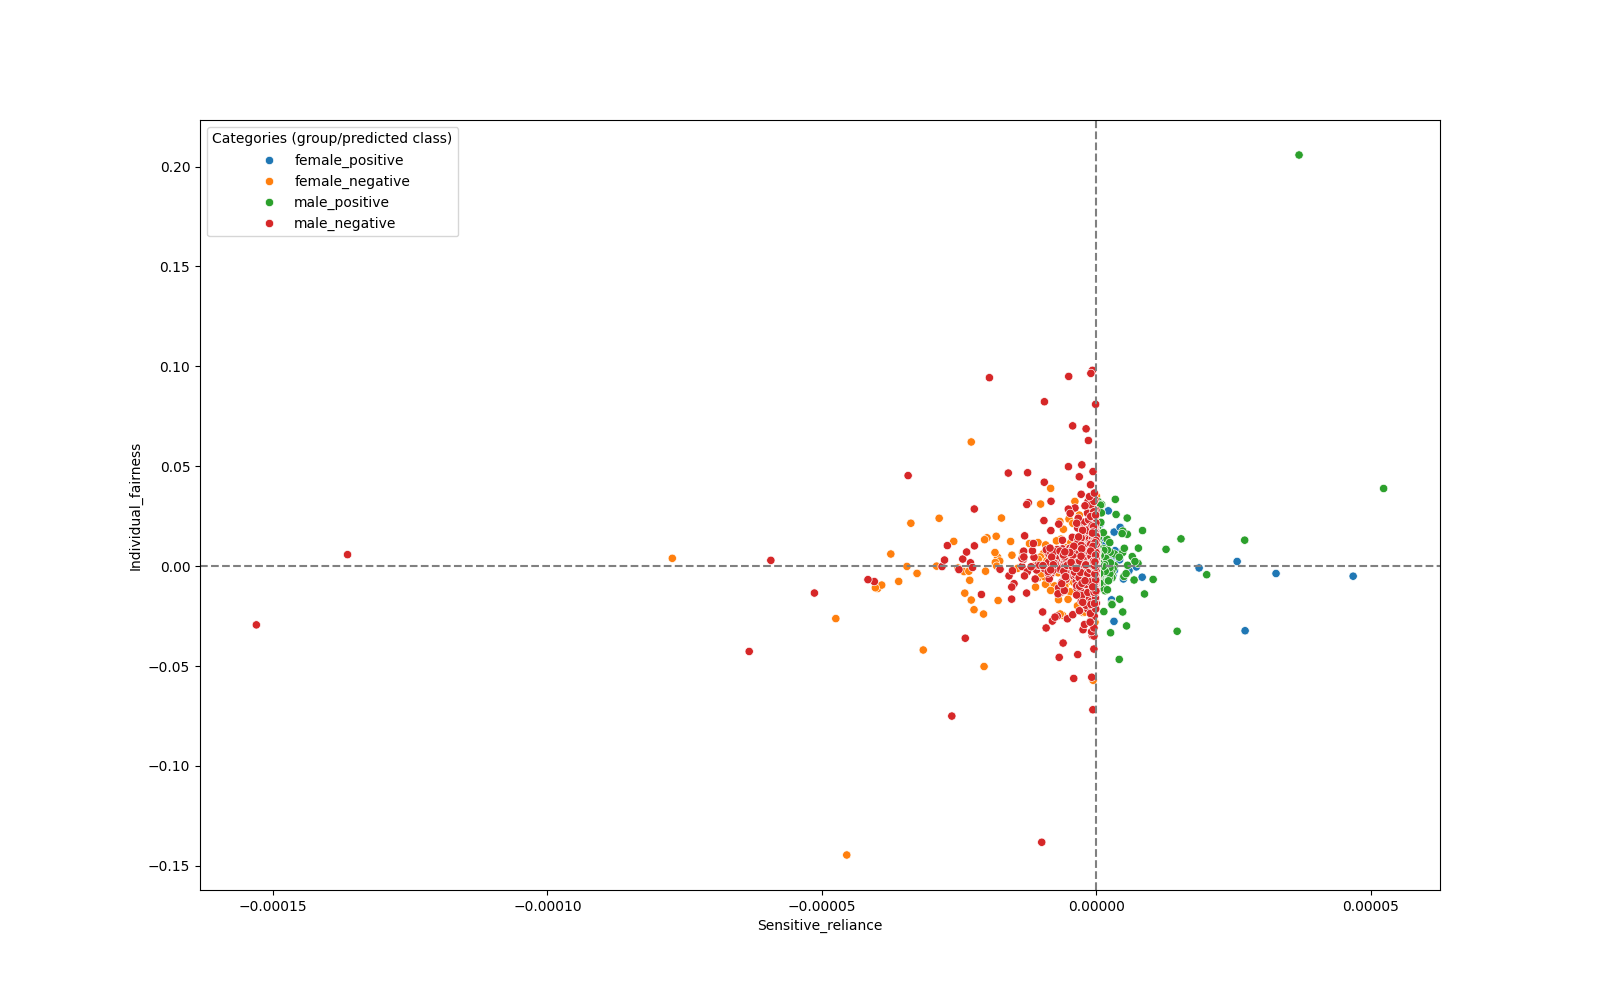 Categories (group/predicted class)
female_positive
female_negative
male_positive
male_negative
0.20
0.15
0.10
0.05
0.00
−0.05
−0.10
−0.15
Individual_fairness
−0.00015
−0.00010
−0.00005
0.00000
0.00005
Sensitive_reliance